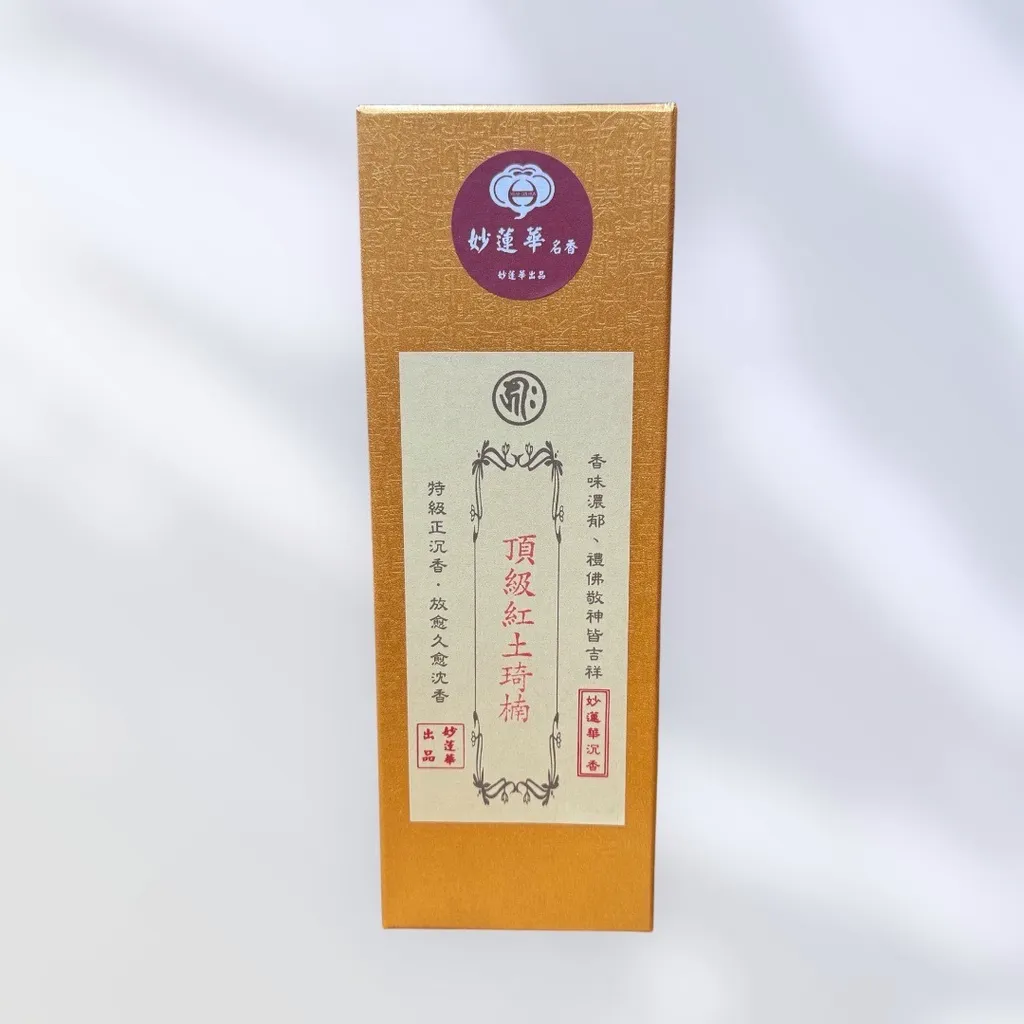 妙蓮華名香
妙蓮華出品
香味濃郁、禮佛敬神皆吉祥
妙蓮華沉香
頂級紅土琦楠
特級正沉香·放愈久愈沈香
妙蓮華
出品